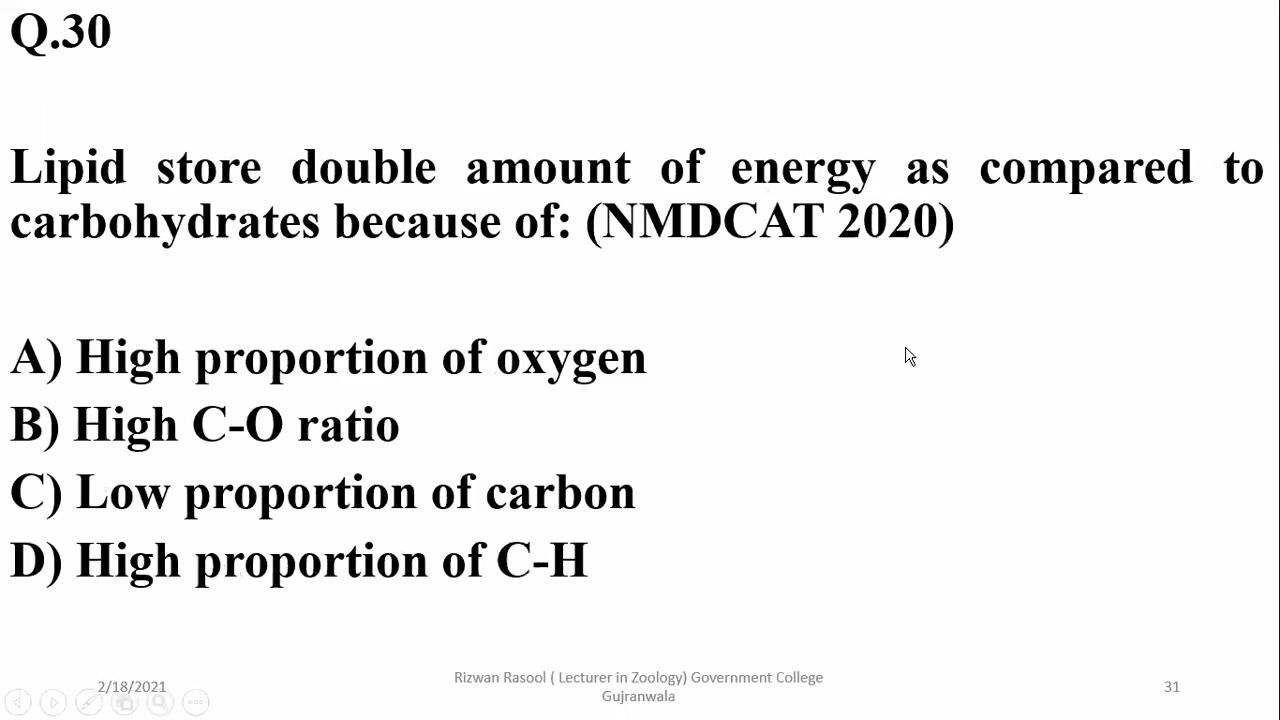 Q.30
Lipid store double amount of energy as compared to
carbohydrates because of: (NMDCAT 2020)
A) High proportion of oxygen
B) High C-O ratio
C) Low proportion of carbon
D) High proportion of C-H
2/18/2021
Rizwan Rasool ( Lecturer in Zoology) Government College
Gujranwala
31